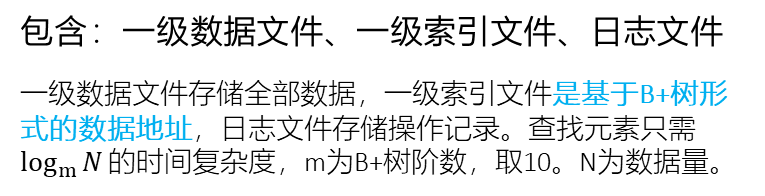 包含：一级数据文件、一级索引文件、日志文件
一级数据文件存储全部数据，一级索引文件是基于B+树形
式的数据地址，日志文件存储操作记录。查找元素只需
logₘ N 的时间复杂度，m为B+树阶数，取10。N为数据量。